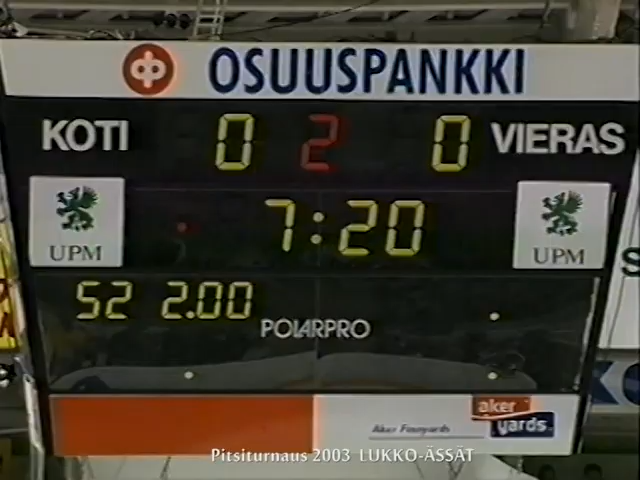 OSUUSPANKKI
KOTI 0 2 0 VIERAS
UPM 7:20 UPM
52 2.00
POLARPRO
Aker Finnyards aker yards
Pitsiturnaus 2003 LUKKO-ÄSSÄT